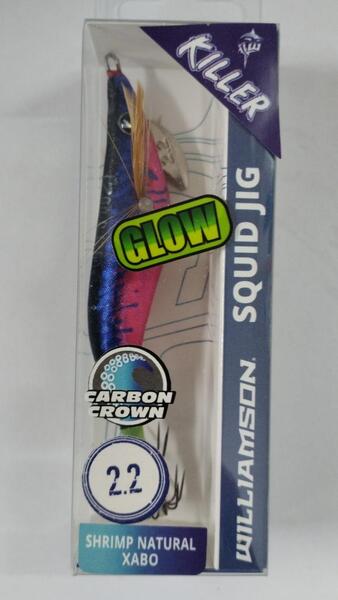 KILLER
SQUID JIG
WILLIAMSON
GLOW
CARBON
CROWN
2.2
SHRIMP NATURAL
XABO